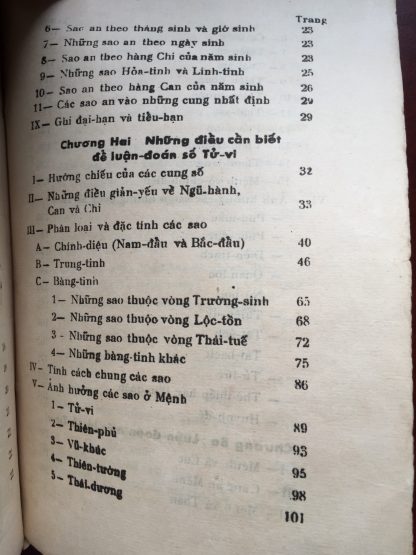 Trang
6— Sao an theo tháng sinh và giờ sinh 23
7— Những sao an theo ngày sinh 23
8— Sao an theo hàng Chi của năm sinh 23
9— Những sao Hỏa-tinh và Linh-tinh 25
10— Sao an theo hàng Can của năm sinh 26
11— Các sao an vào những cung nhất định 29
IX— Ghi đại-hạn và tiểu-hạn 29
Chương Hai Những điều cần biết
để luận-đoán số Tử-vi
I— Hướng chiếu của các cung số 32
II— Những điều giản-yếu về Ngũ-hành,
Can và Chi 33
III— Phân loại và đặc tính các sao
A— Chính-diệu (Nam-đẩu và Bắc-đẩu) 40
B— Trung-tinh 46
C— Bàng-tinh
1— Những sao thuộc vòng Trường-sinh 65
2— Những sao thuộc vòng Lộc-tồn 68
3 - Những sao thuộc vòng Thái-tuế 72
4— Những bàng-tinh khác 75
IV— Tính cách chung các sao 86
V— Ảnh hưởng các sao ở Mệnh
1— Tử-vi 89
2— Thiên-phủ 93
3— Vũ-khúc 95
4— Thiên-tướng 98
5— Thái-dương 101